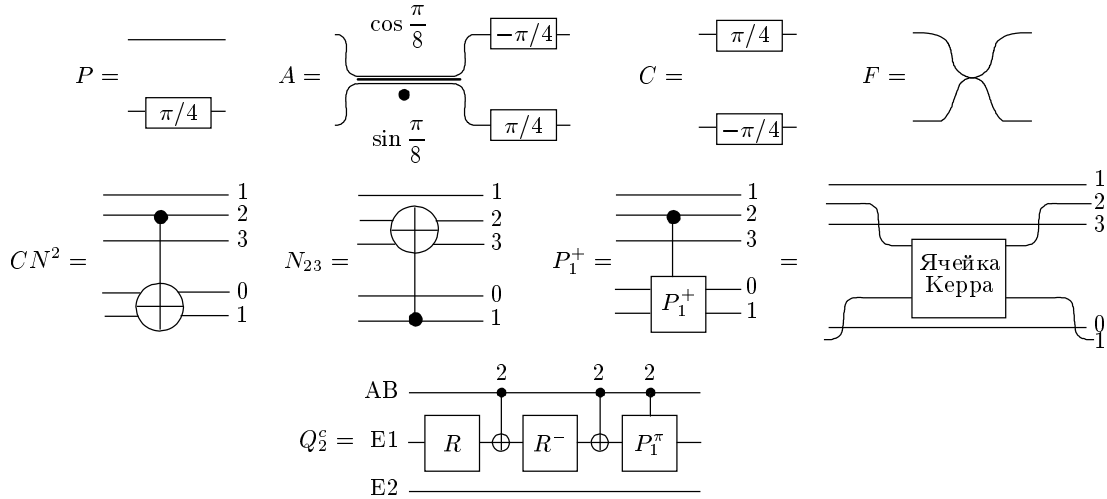 P =
π/4
A =
cos π/8
sin π/8
−π/4
π/4
C =
π/4
−π/4
F =
CN² =
1
2
3
0
1
N₂₃ =
1
2
3
0
1
P₁⁺ =
P₁⁺
1
2
3
0
1
=
Ячейка
Керра
1
2
3
0
1
Q₂ᶜ =
AB
E1
E2
R
2
R⁻
2
2
P₁^π